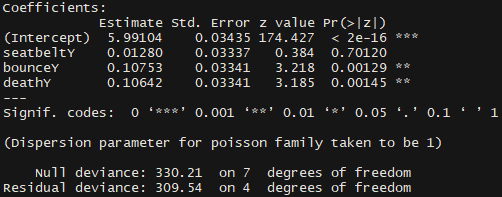 Coefficients:
            Estimate Std. Error z value Pr(>|z|)
(Intercept)  5.99104    0.03435 174.427  < 2e-16 ***
seatbeltY    0.01280    0.03337   0.384  0.70120
bounceY      0.10753    0.03341   3.218  0.00129 **
deathY       0.10642    0.03341   3.185  0.00145 **
---
Signif. codes:  0 ‘***’ 0.001 ‘**’ 0.01 ‘*’ 0.05 ‘.’ 0.1 ‘ ’ 1
(Dispersion parameter for poisson family taken to be 1)
    Null deviance: 330.21  on 7  degrees of freedom
Residual deviance: 309.54  on 4  degrees of freedom